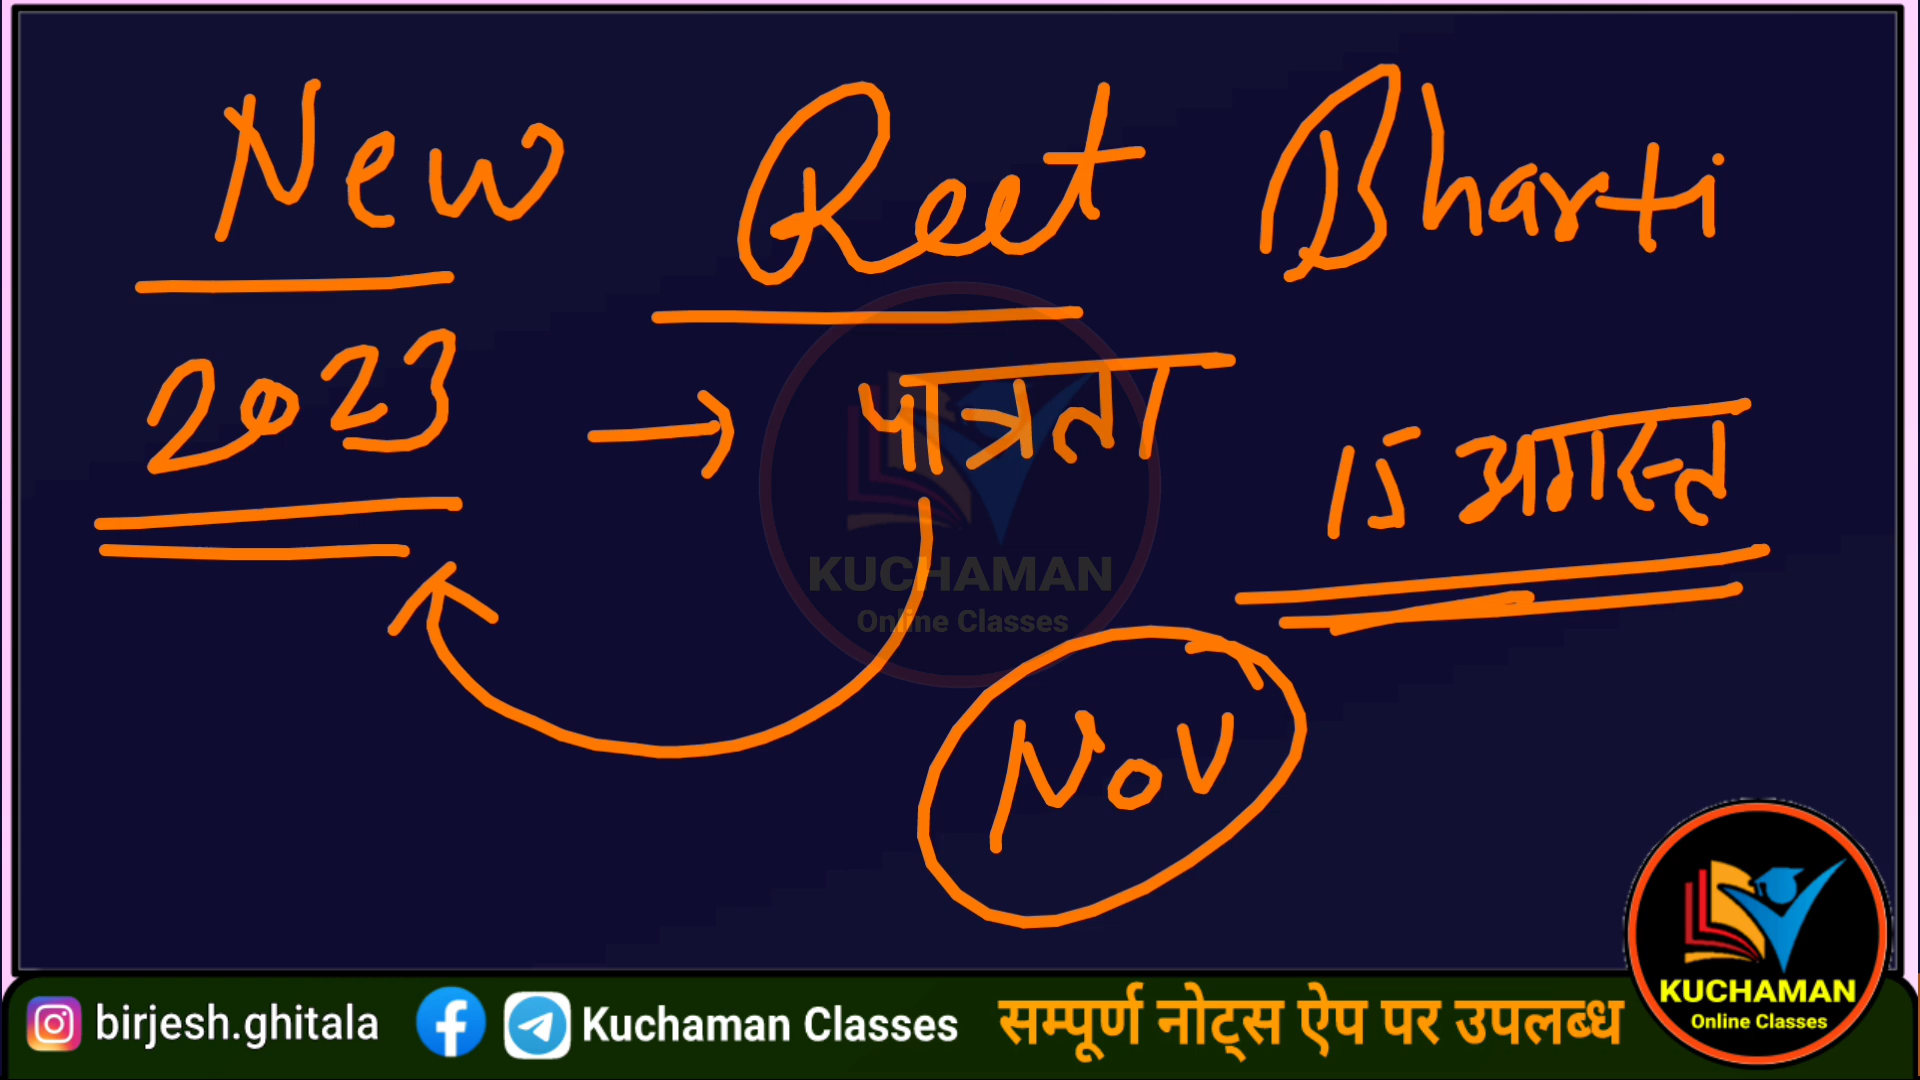 New Reet Bharti
2023 → पात्रता 15 अगस्त
KUCHAMAN
Online Classes
Nov
birjesh.ghitala Kuchaman Classes सम्पूर्ण नोट्स ऐप पर उपलब्ध
KUCHAMAN
Online Classes